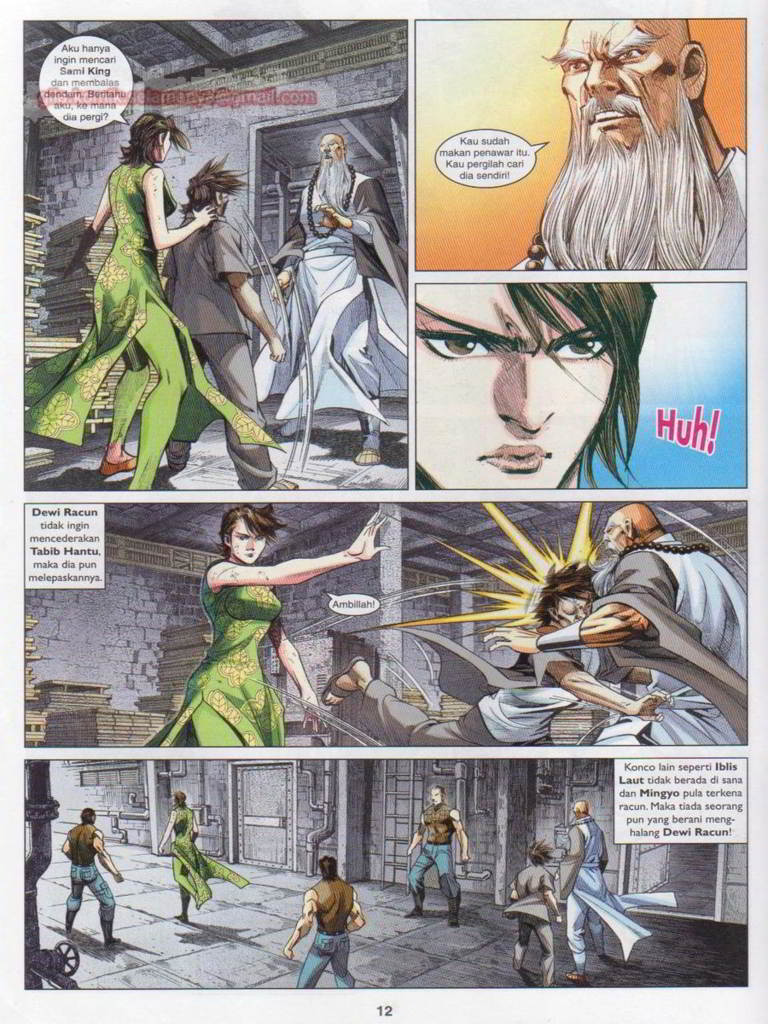 Aku hanya
ingin mencari
Sami King
dan membalas
dendam. Beritahu
aku, ke mana
dia pergi?
Kau sudah
makan penawar itu.
Kau pergilah cari
dia sendiri!
Huh!
Dewi Racun
tidak ingin
mencederakan
Tabib Hantu,
maka dia pun
melepaskannya.
Ambillah!
Konco lain seperti Iblis
Laut tidak berada di sana
dan Mingyo pula terkena
racun. Maka tiada seorang
pun yang berani meng-
halang Dewi Racun!
12